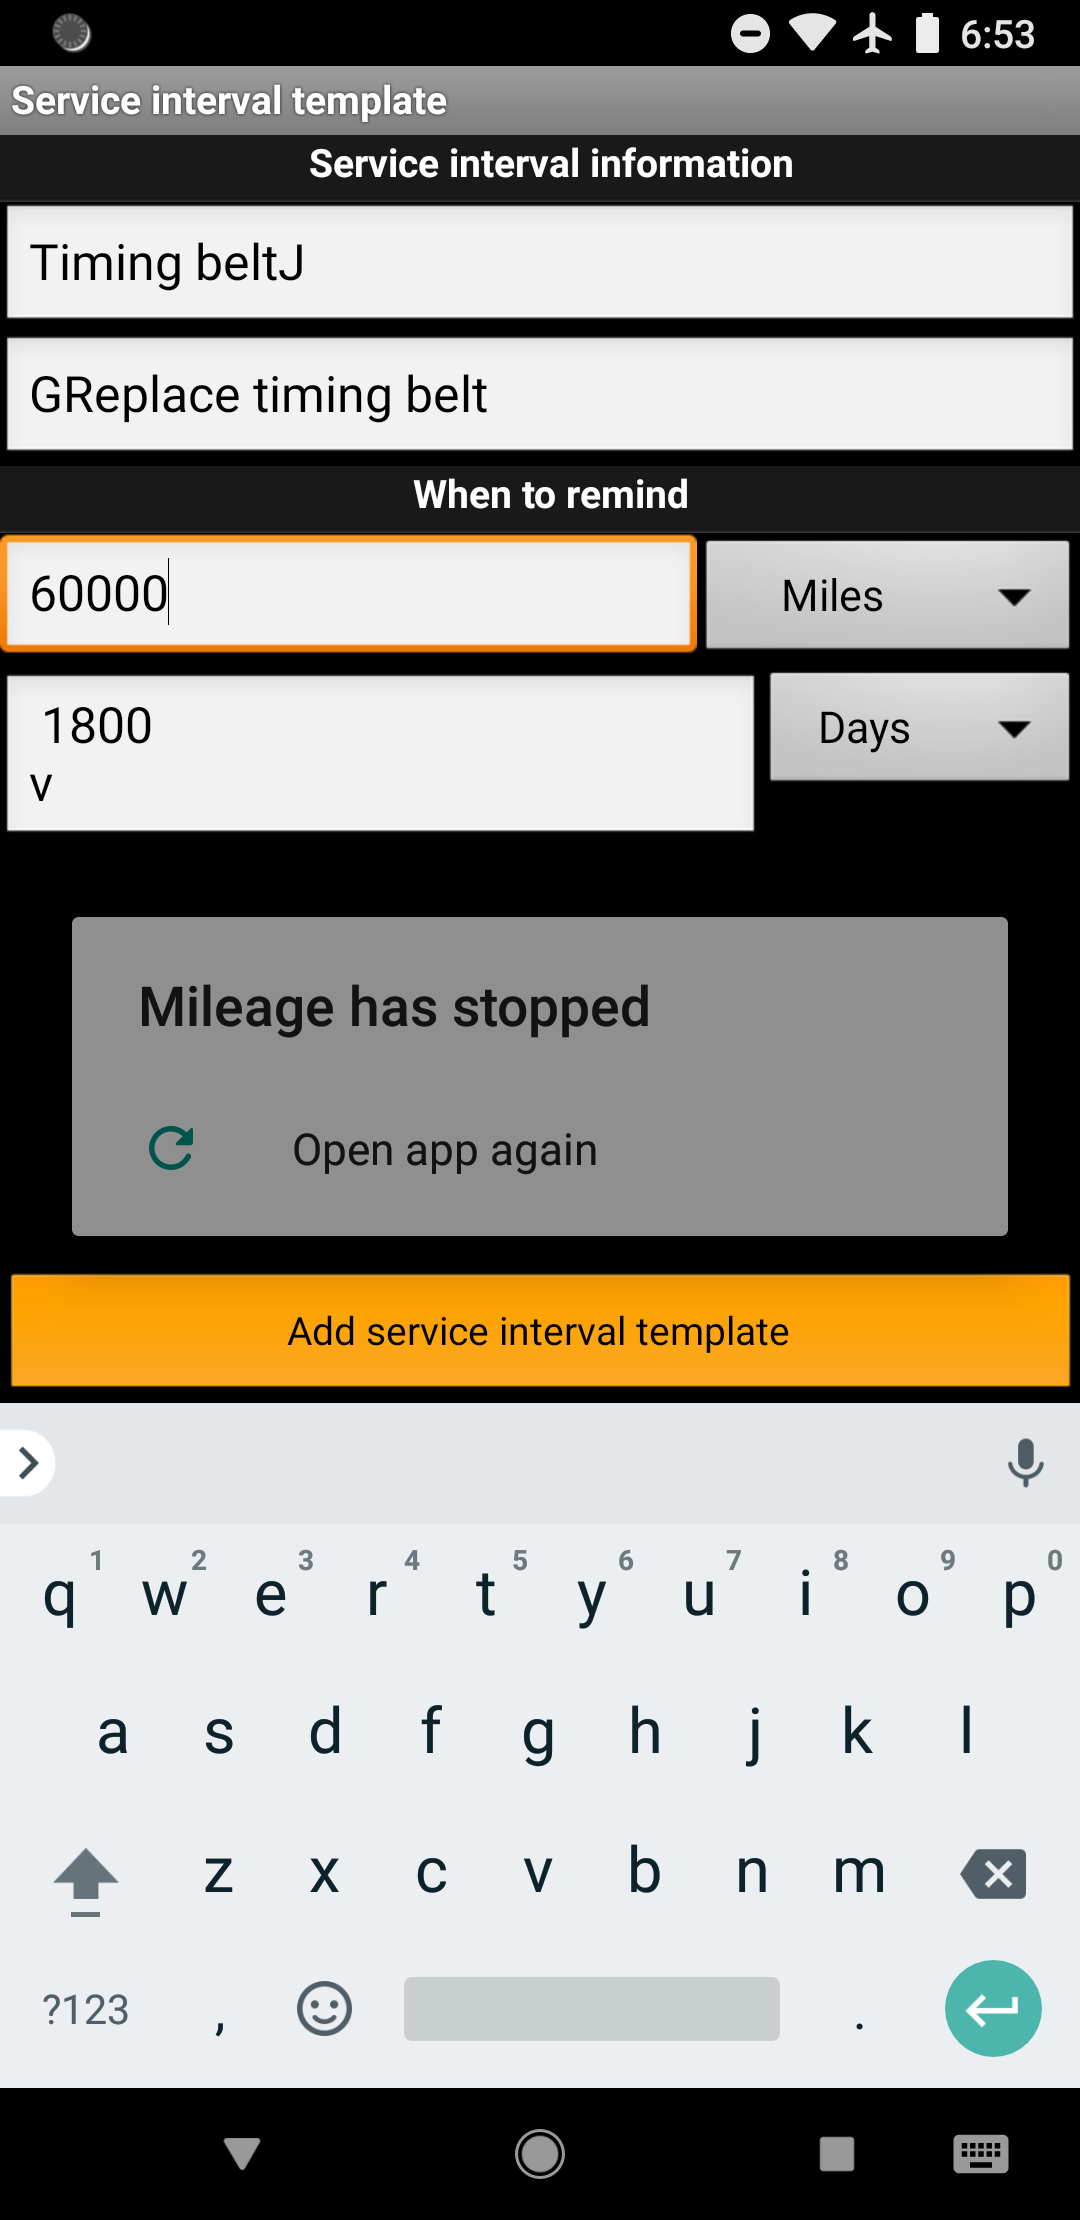 6:53
Service interval template
Service interval information
Timing beltJ
GReplace timing belt
When to remind
60000
Miles
1800
v
Days
Mileage has stopped
Open app again
Add service interval template
1 2 3 4 5 6 7 8 9 0
q w e r t y u i o p
a s d f g h j k l
z x c v b n m
?123 , .